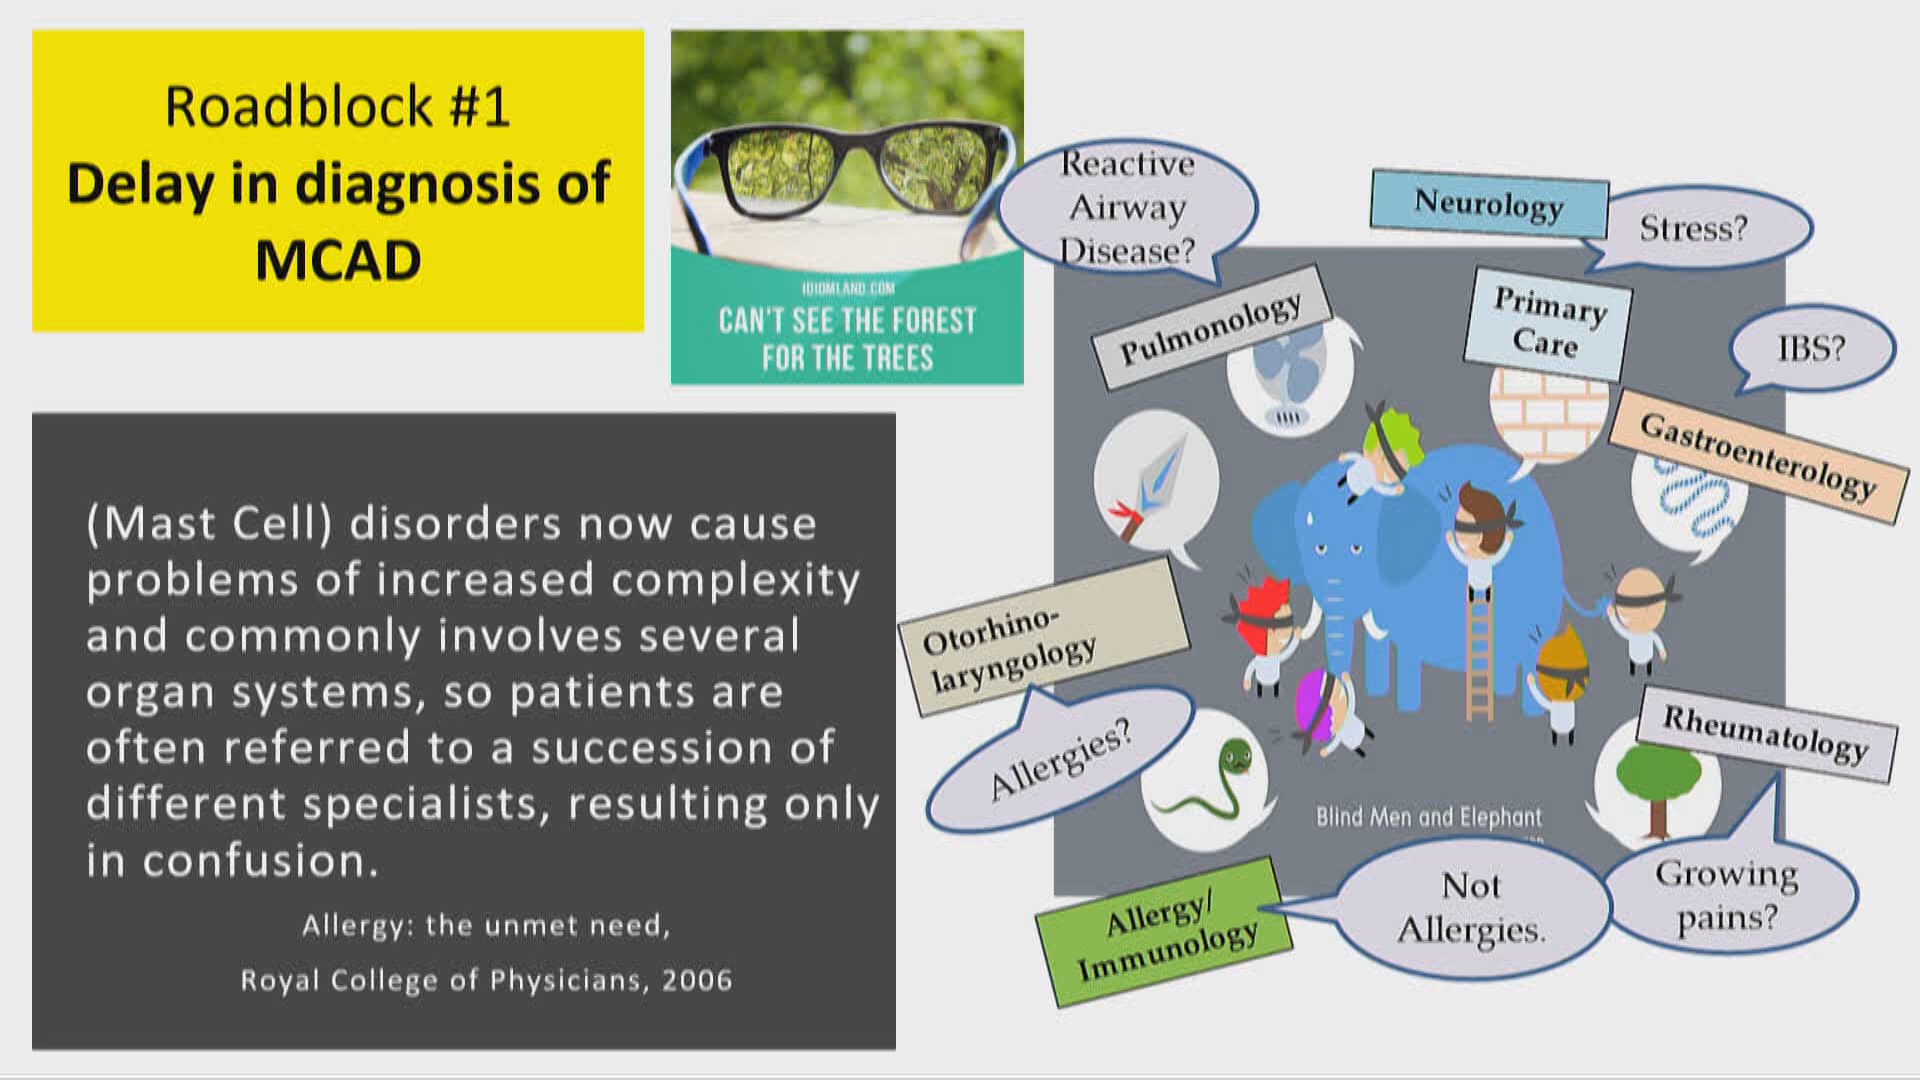 Roadblock #1
Delay in diagnosis of
MCAD
IDIOMLAND.COM
CAN'T SEE THE FOREST
FOR THE TREES
(Mast Cell) disorders now cause
problems of increased complexity
and commonly involves several
organ systems, so patients are
often referred to a succession of
different specialists, resulting only
in confusion.
Allergy: the unmet need,
Royal College of Physicians, 2006
Reactive
Airway
Disease?
Pulmonology
Neurology
Stress?
Primary
Care
IBS?
Gastroenterology
Otorhino-
laryngology
Allergies?
Rheumatology
Growing
pains?
Blind Men and Elephant
Allergy/
Immunology
Not
Allergies.